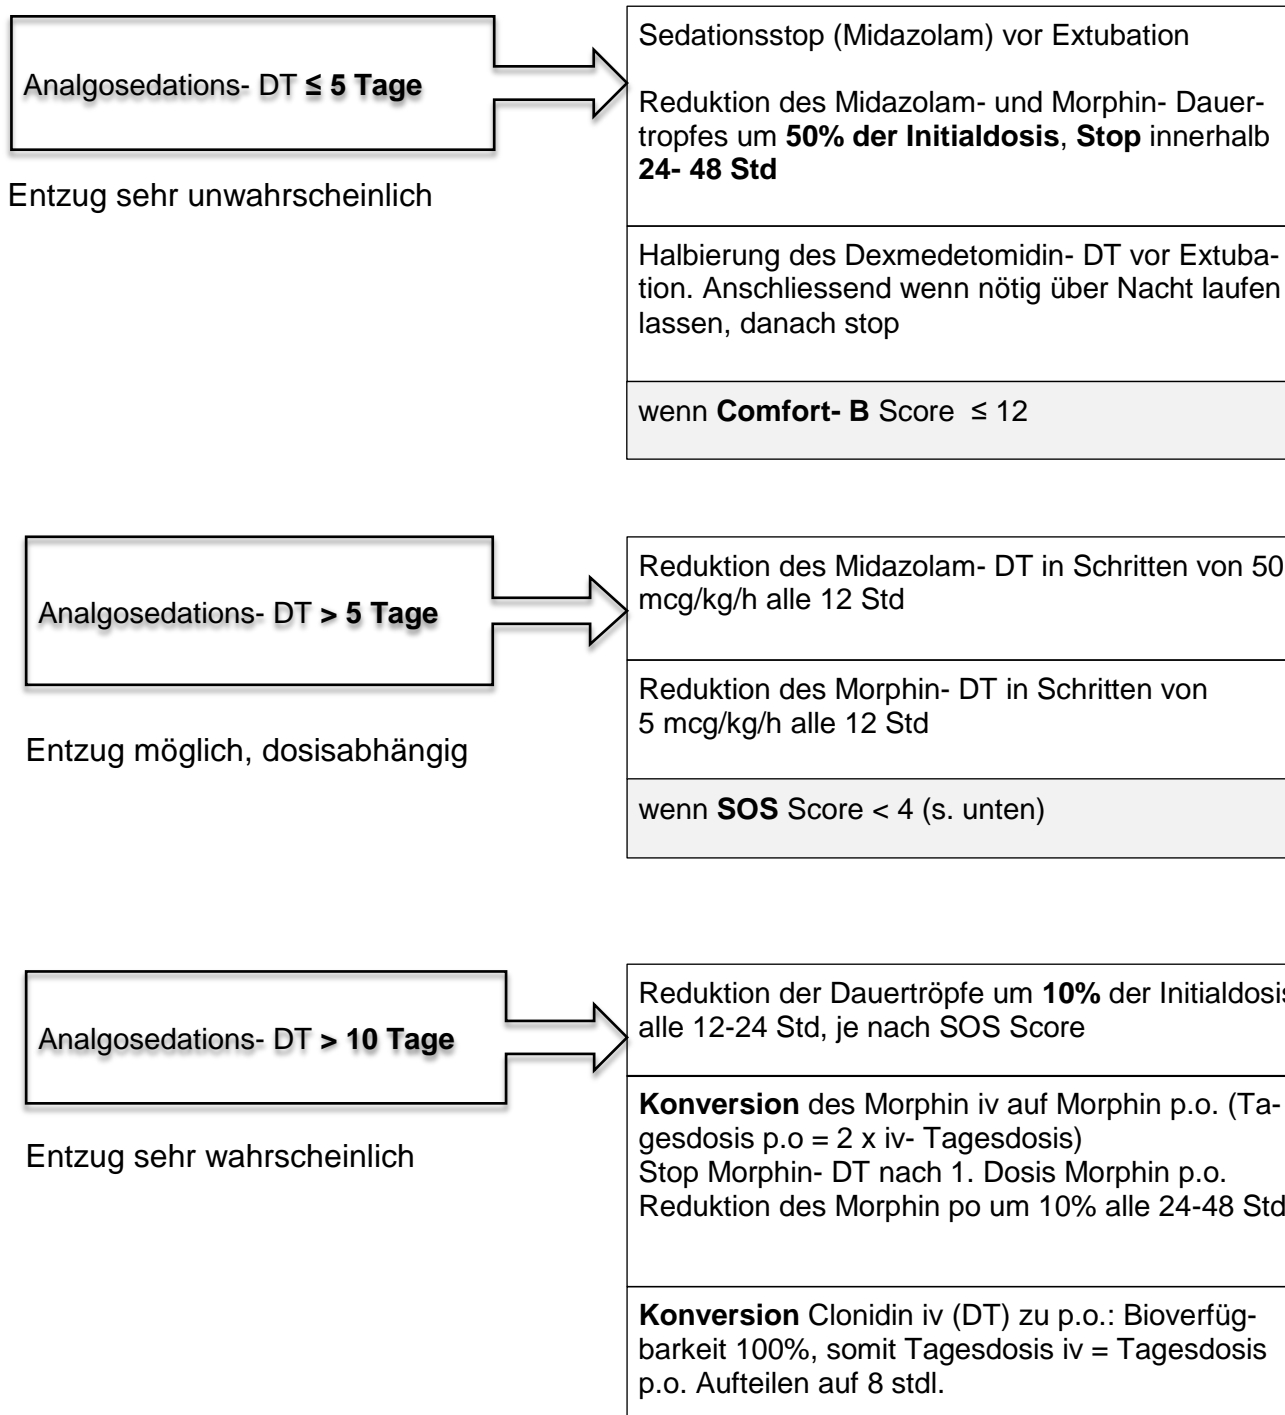 Analgosedations- DT ≤ 5 Tage
Entzug sehr unwahrscheinlich
Sedationsstop (Midazolam) vor Extubation
Reduktion des Midazolam- und Morphin- Dauer-
tropfes um 50% der Initialdosis, Stop innerhalb
24- 48 Std
Halbierung des Dexmedetomidin- DT vor Extuba-
tion. Anschliessend wenn nötig über Nacht laufen
lassen, danach stop
wenn Comfort- B Score ≤ 12
Analgosedations- DT > 5 Tage
Entzug möglich, dosisabhängig
Reduktion des Midazolam- DT in Schritten von 50
mcg/kg/h alle 12 Std
Reduktion des Morphin- DT in Schritten von
5 mcg/kg/h alle 12 Std
wenn SOS Score < 4 (s. unten)
Analgosedations- DT > 10 Tage
Entzug sehr wahrscheinlich
Reduktion der Dauertröpfe um 10% der Initialdosis
alle 12-24 Std, je nach SOS Score
Konversion des Morphin iv auf Morphin p.o. (Ta-
gesdosis p.o = 2 x iv- Tagesdosis)
Stop Morphin- DT nach 1. Dosis Morphin p.o.
Reduktion des Morphin po um 10% alle 24-48 Std
Konversion Clonidin iv (DT) zu p.o.: Bioverfüg-
barkeit 100%, somit Tagesdosis iv = Tagesdosis
p.o. Aufteilen auf 8 stdl.